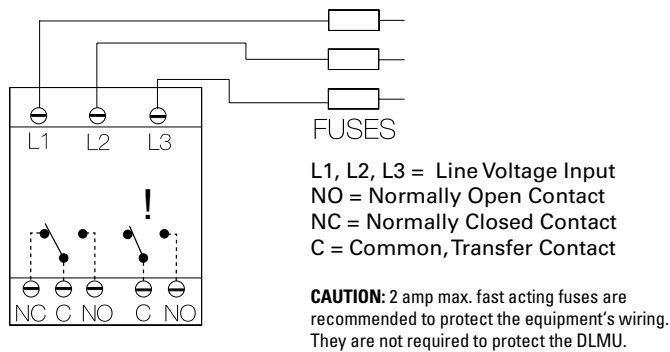 FUSES
L1 L2 L3
!
NC C NO C NO
L1, L2, L3 = Line Voltage Input
NO = Normally Open Contact
NC = Normally Closed Contact
C = Common, Transfer Contact
CAUTION: 2 amp max. fast acting fuses are
recommended to protect the equipment's wiring.
They are not required to protect the DLMU.